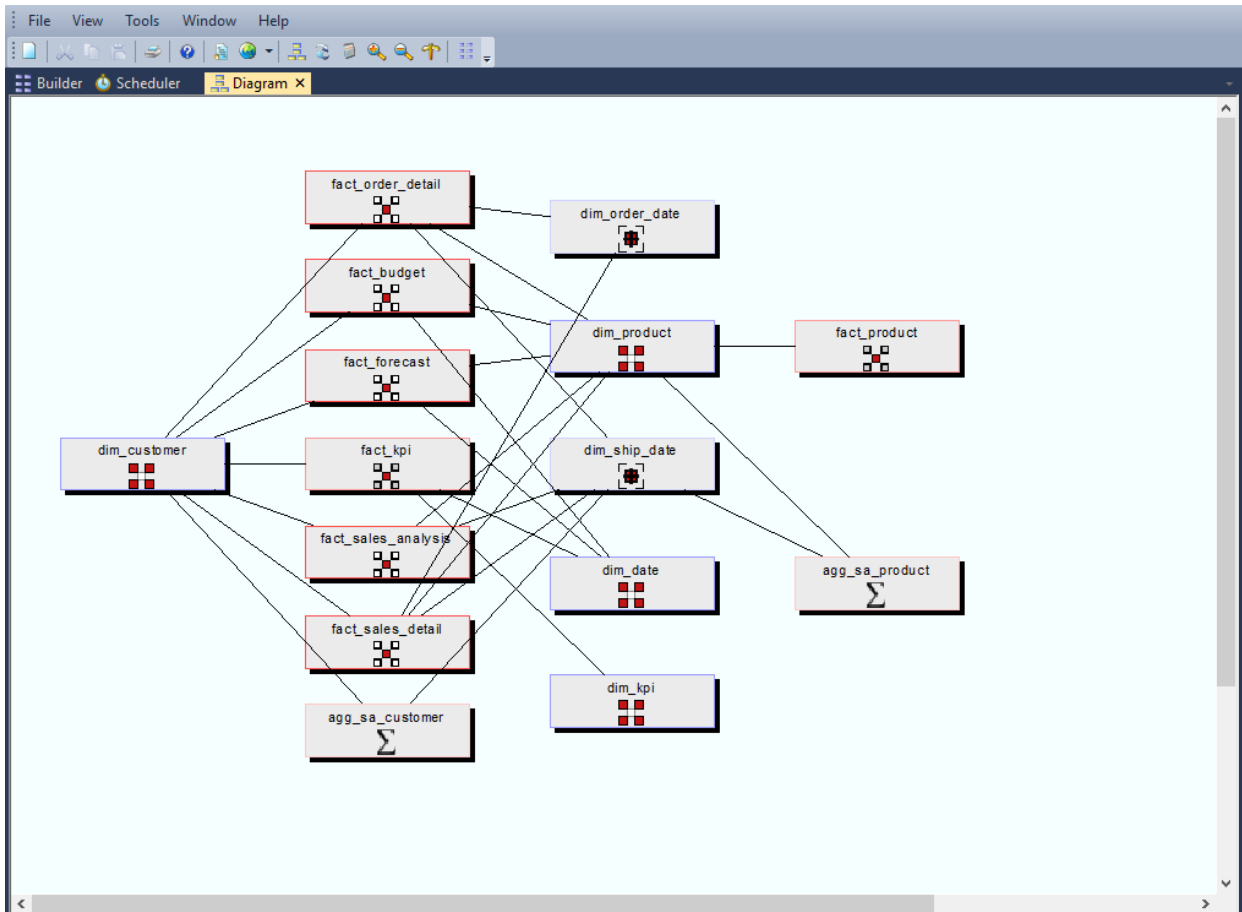 File View Tools Window Help
Builder Scheduler Diagram
fact_order_detail
dim_order_date
fact_budget
dim_product
fact_product
fact_forecast
dim_customer
fact_kpi
dim_ship_date
fact_sales_analysis
dim_date
agg_sa_product
Σ
fact_sales_detail
dim_kpi
agg_sa_customer
Σ